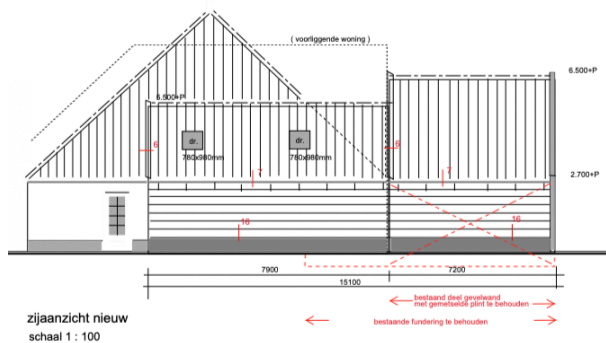 ( voorliggende woning )
6.500+P
6.500+P
dr.
dr.
6
6
780x980mm
780x980mm
7
7
2.700+P
16
16
7900
7200
15100
bestaand deel gevelwand
met gemetselde plint te behouden
bestaande fundering te behouden
zijaanzicht nieuw
schaal 1 : 100